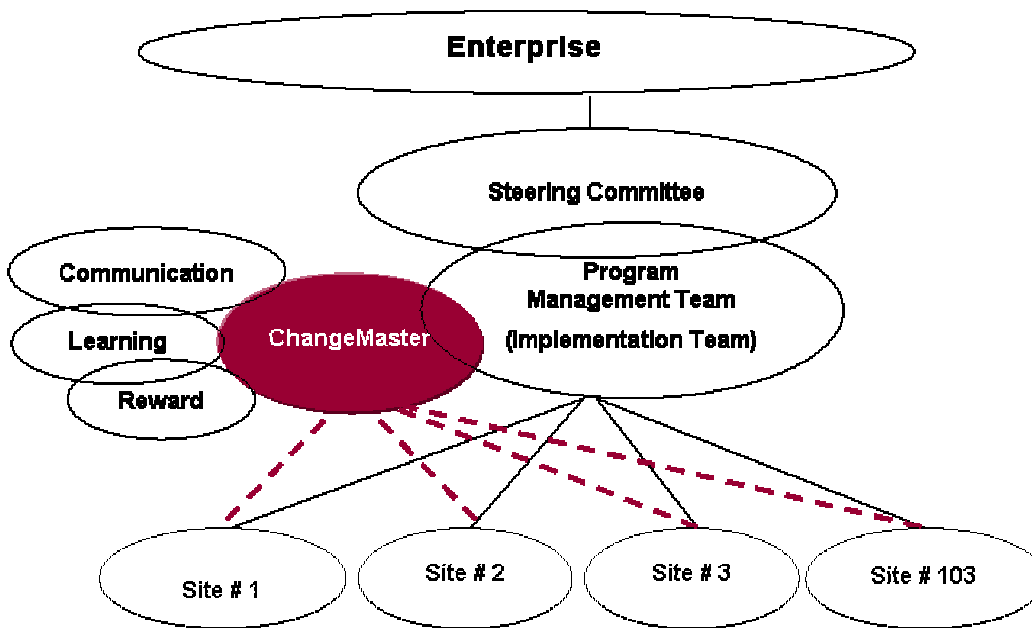 Enterprise
Steering Committee
Communication
Program
Management Team
(Implementation Team)
Learning
ChangeMaster
Reward
Site # 1
Site # 2
Site # 3
Site # 103